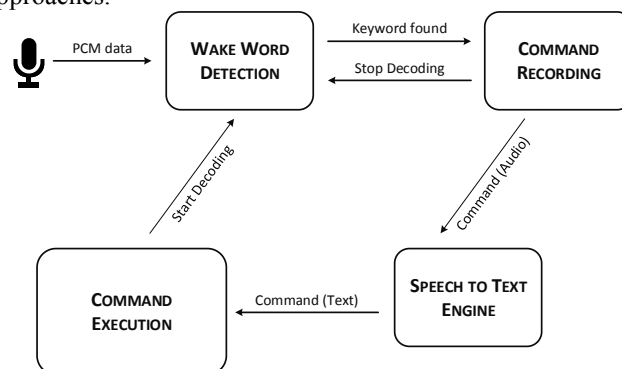 pproaches.
PCM data
WAKE WORD
DETECTION
Keyword found
Stop Decoding
COMMAND
RECORDING
Start Decoding
Command (Audio)
COMMAND
EXECUTION
Command (Text)
SPEECH TO TEXT
ENGINE